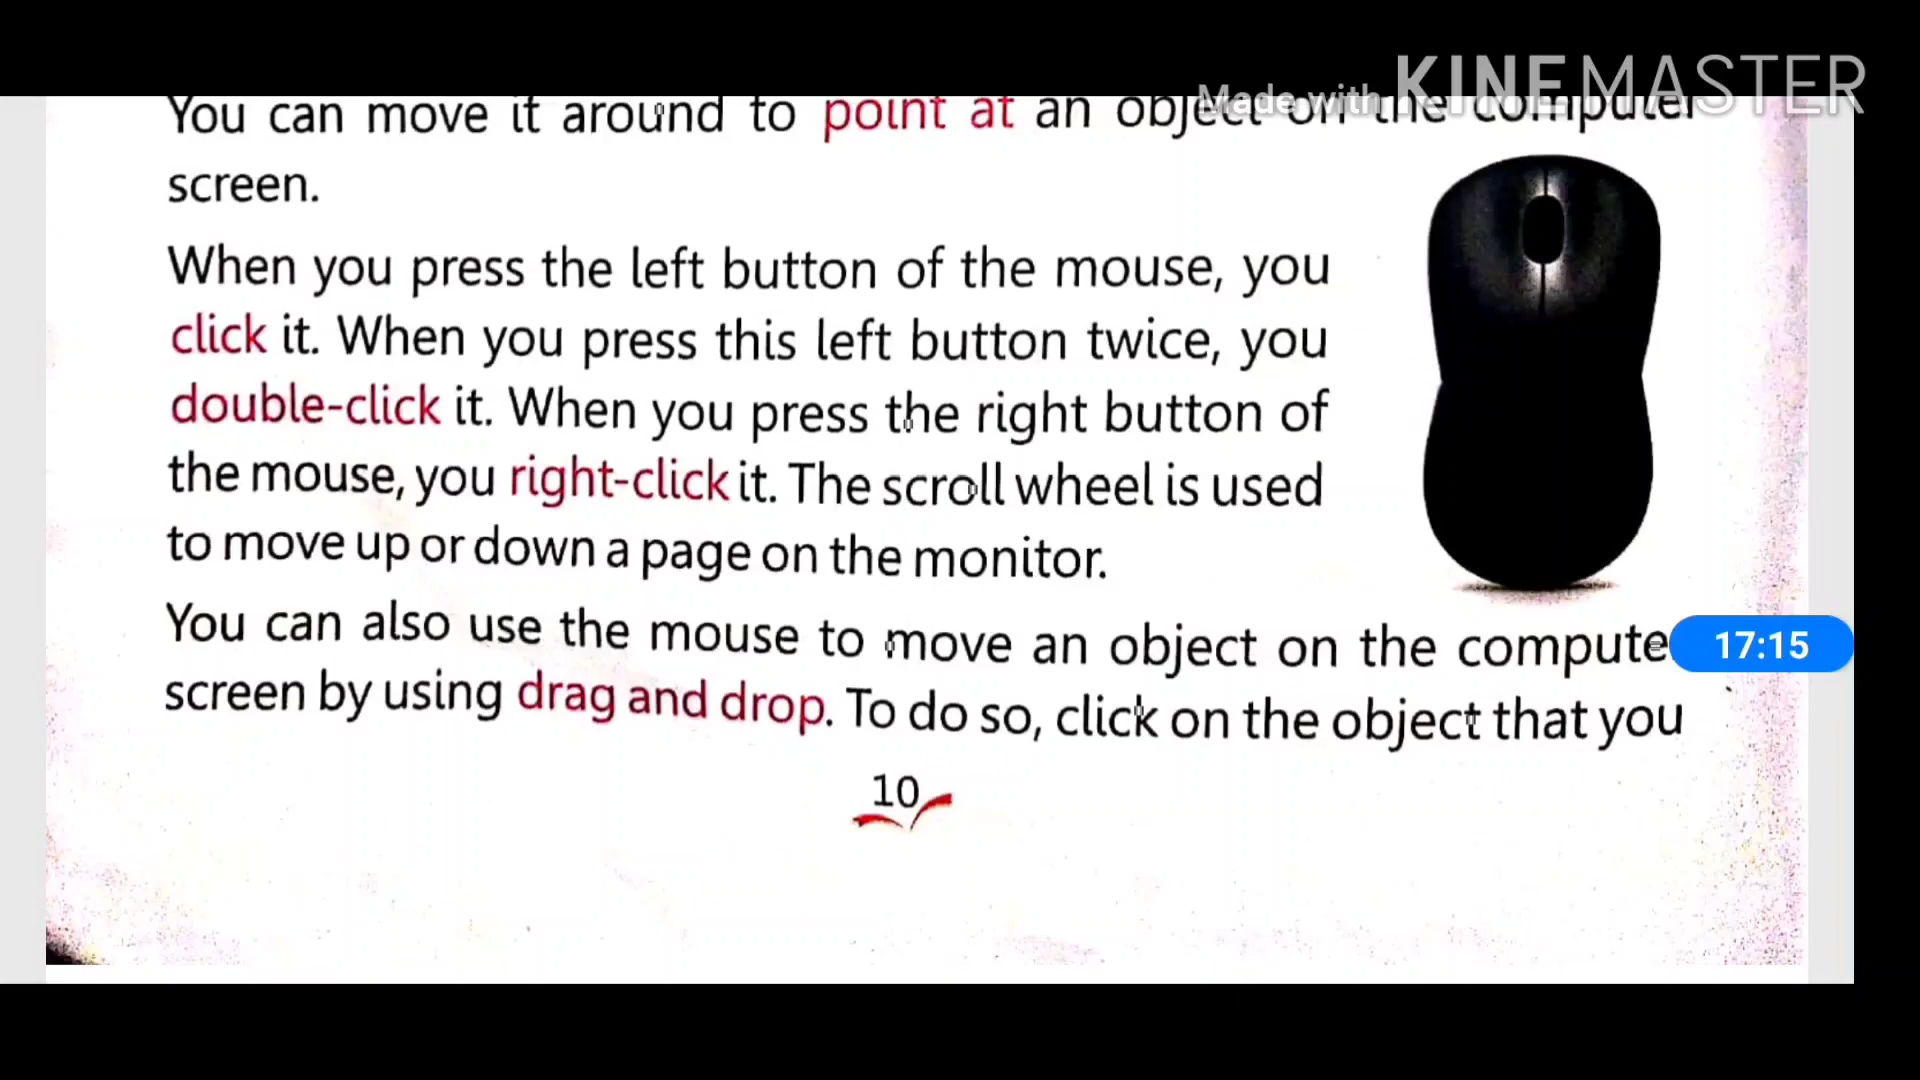 Made with KINEMASTER
You can move it around to point at an object on the computer
screen.
When you press the left button of the mouse, you
click it. When you press this left button twice, you
double-click it. When you press the right button of
the mouse, you right-click it. The scroll wheel is used
to move up or down a page on the monitor.
You can also use the mouse to move an object on the compute
17:15
screen by using drag and drop. To do so, click on the object that you
10